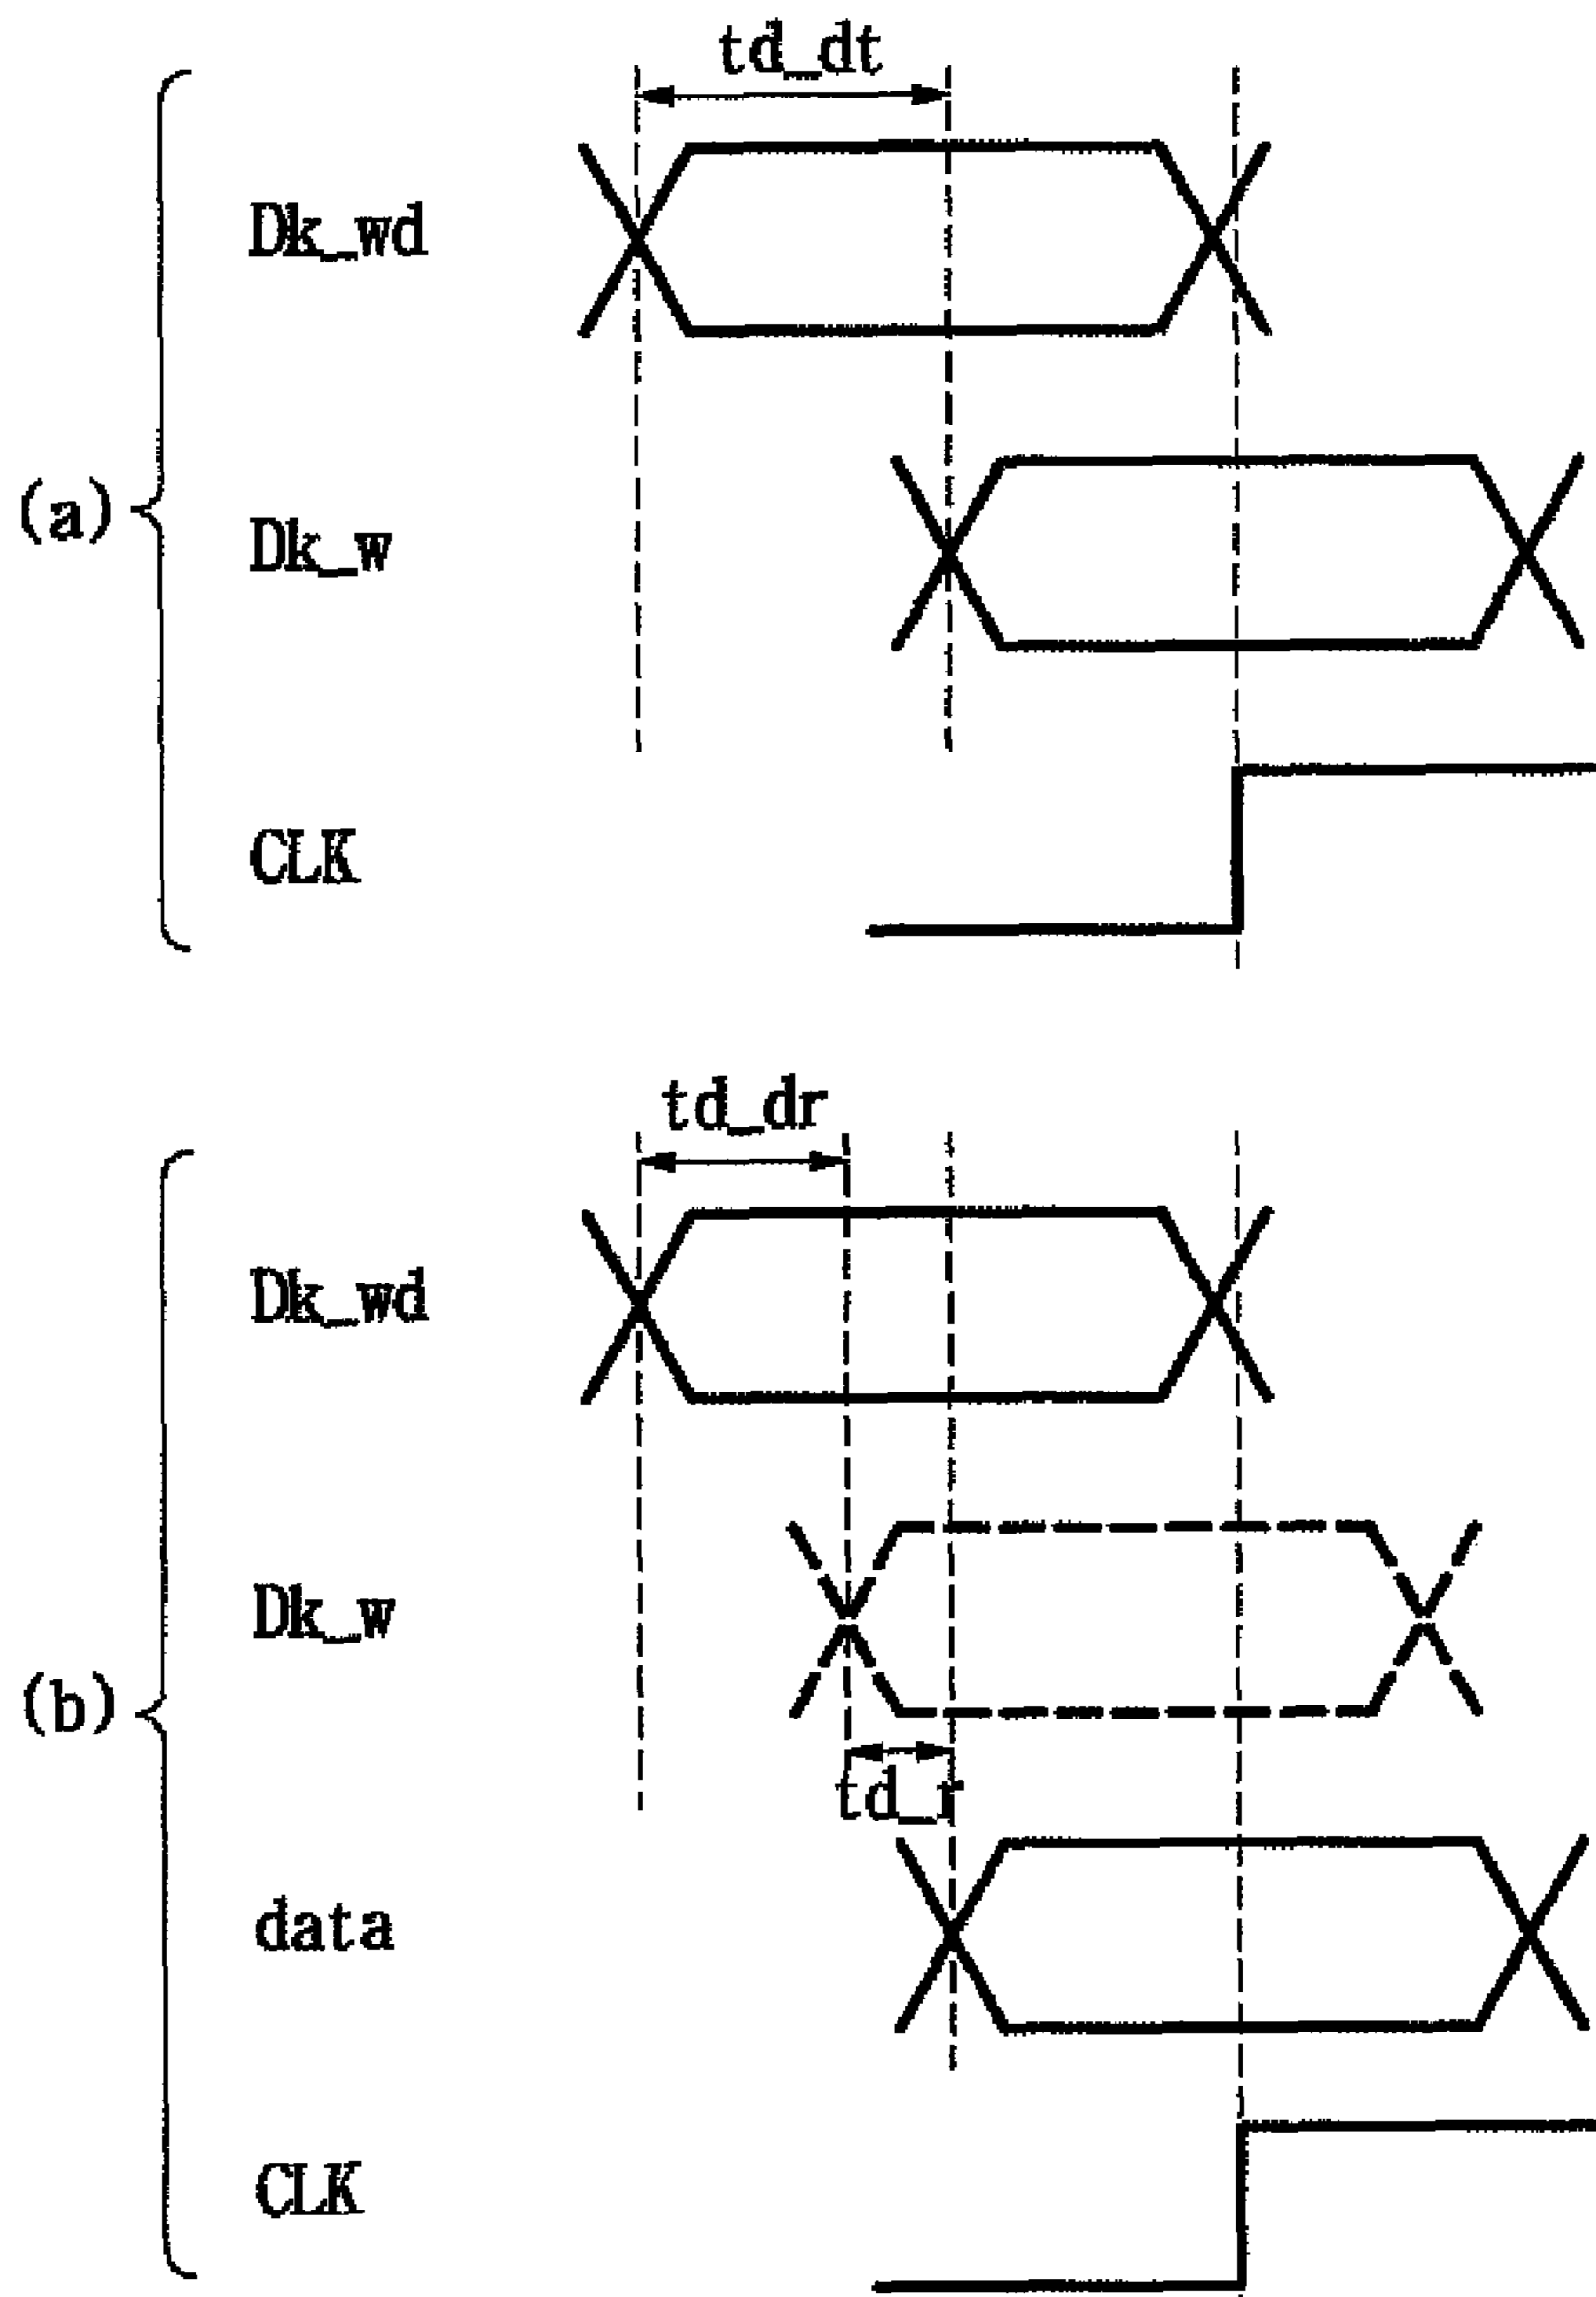 td_dt
Dk_wd
(a)
Dk_w
CLK
td_dr
Dk_wd
Dk_w
(b)
td_r
data
CLK